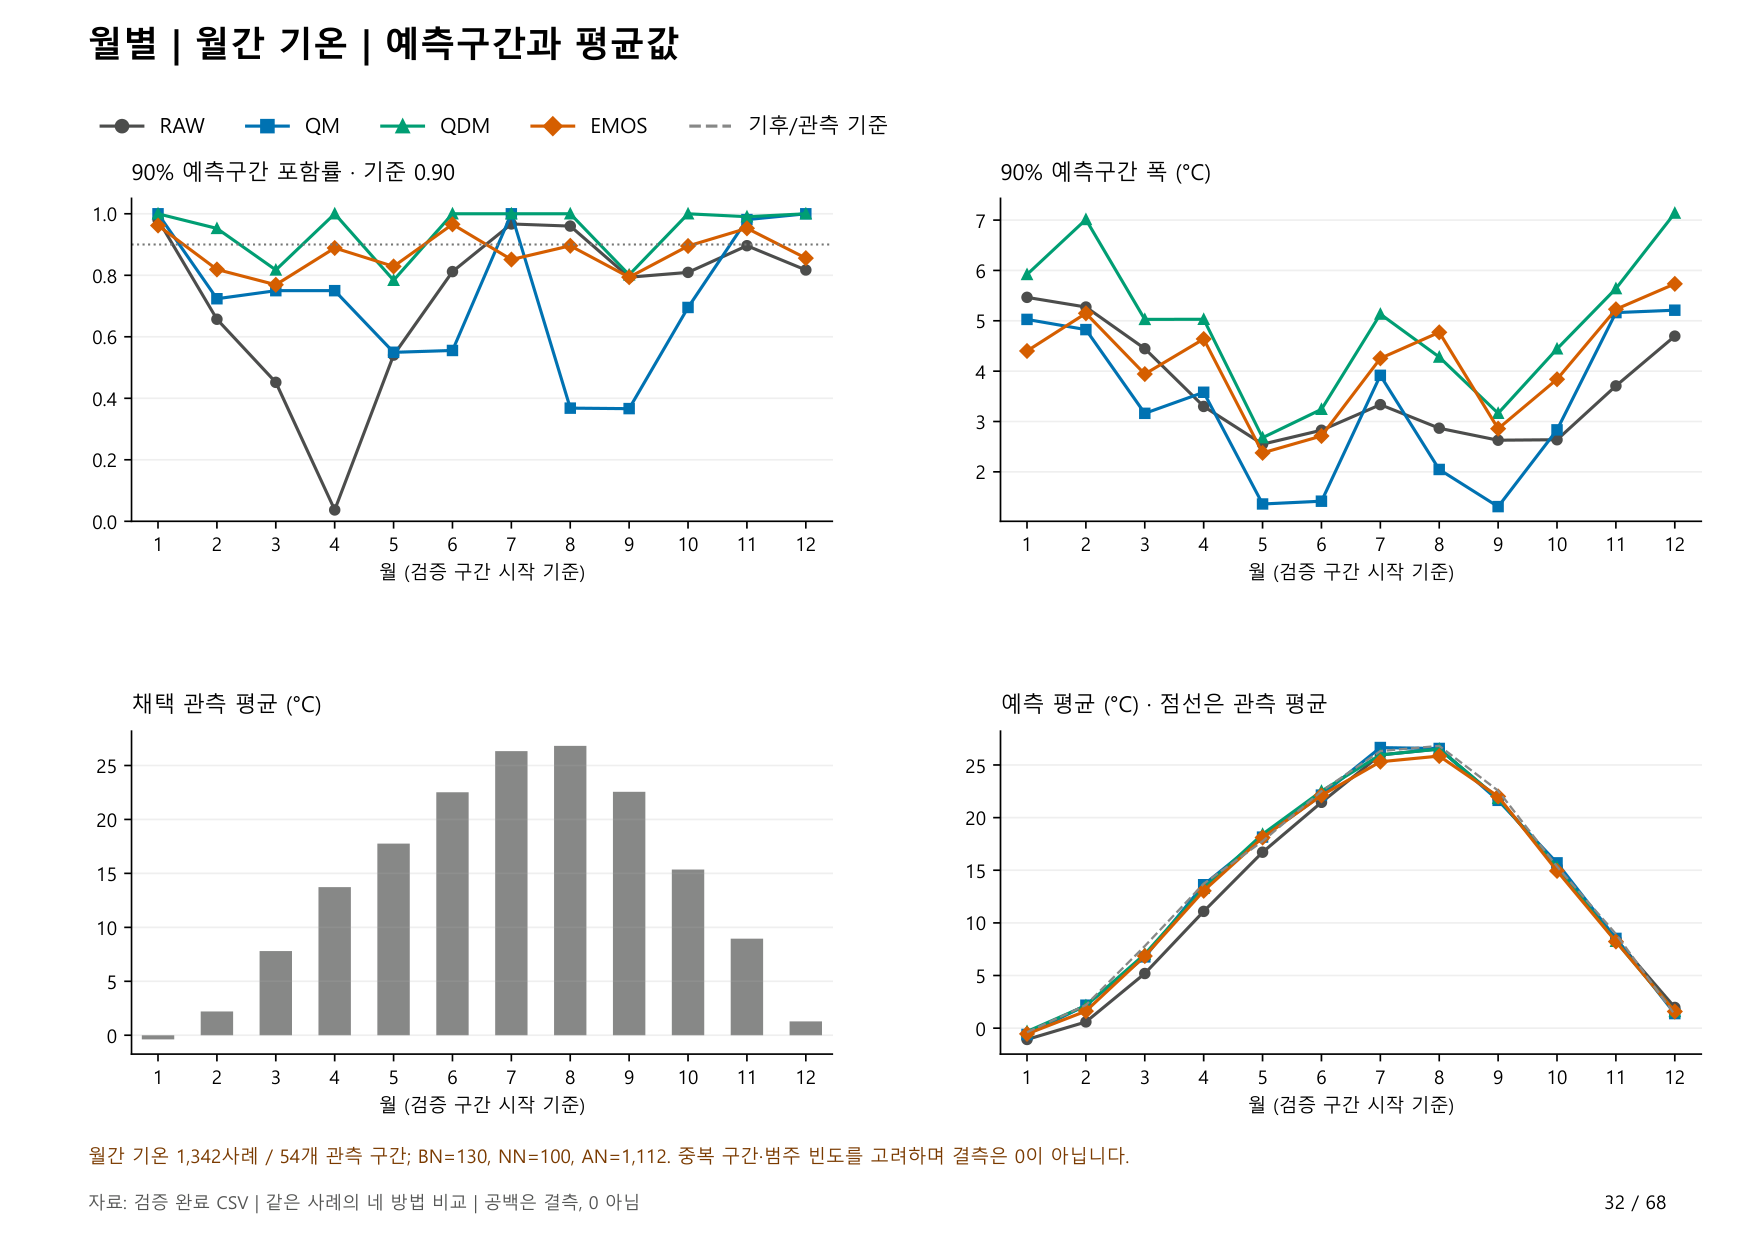 월별 | 월간 기온 | 예측구간과 평균값
RAW QM QDM EMOS 기후/관측 기준
90% 예측구간 포함률 · 기준 0.90
1.0
0.8
0.6
0.4
0.2
0.0
1 2 3 4 5 6 7 8 9 10 11 12
월 (검증 구간 시작 기준)
90% 예측구간 폭 (°C)
7
6
5
4
3
2
1 2 3 4 5 6 7 8 9 10 11 12
월 (검증 구간 시작 기준)
채택 관측 평균 (°C)
25
20
15
10
5
0
1 2 3 4 5 6 7 8 9 10 11 12
월 (검증 구간 시작 기준)
예측 평균 (°C) · 점선은 관측 평균
25
20
15
10
5
0
1 2 3 4 5 6 7 8 9 10 11 12
월 (검증 구간 시작 기준)
월간 기온 1,342사례 / 54개 관측 구간; BN=130, NN=100, AN=1,112. 중복 구간·범주 빈도를 고려하며 결측은 0이 아닙니다.
자료: 검증 완료 CSV | 같은 사례의 네 방법 비교 | 공백은 결측, 0 아님
32 / 68